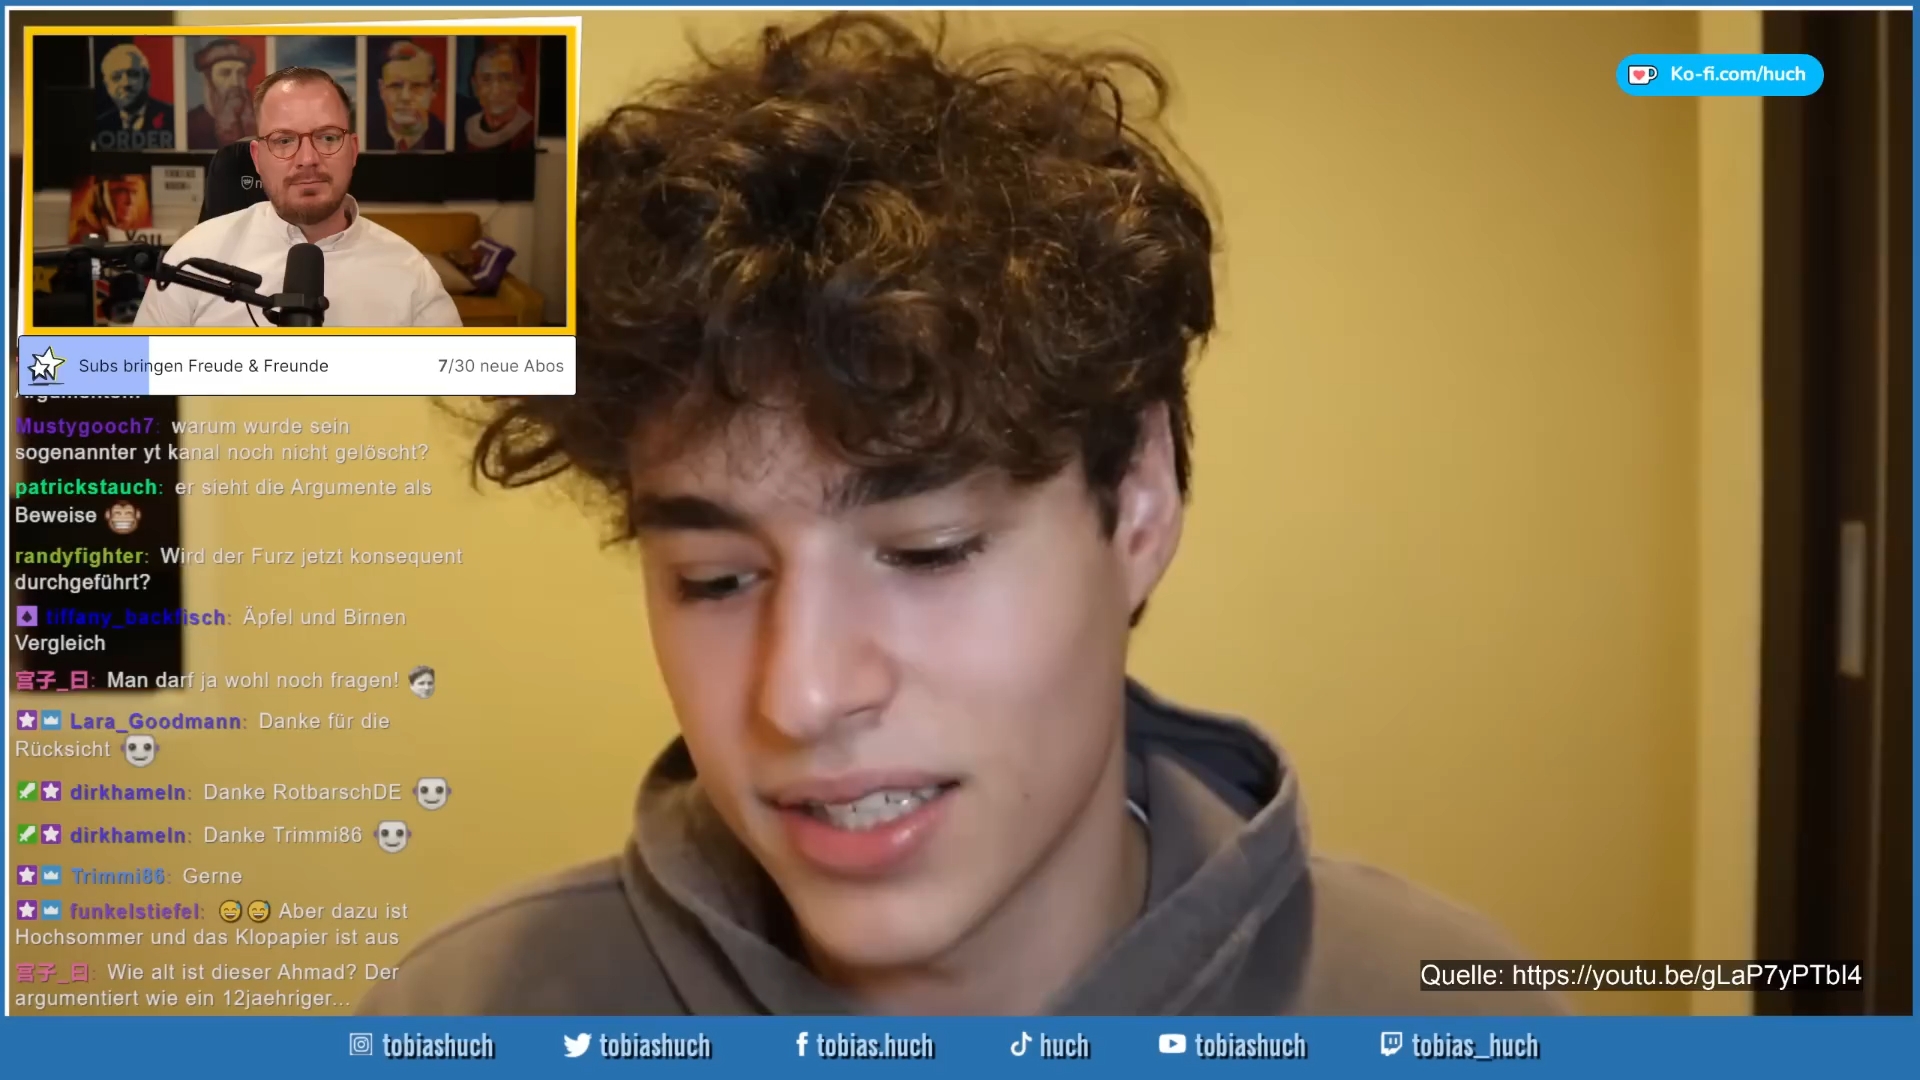 ORDER
You
Ko-fi.com/huch
Subs bringen Freude & Freunde
7/30 neue Abos
Mustygooch7: warum wurde sein
sogenannter yt kanal noch nicht gelöscht?
patrickstauch: er sieht die Argumente als
Beweise
randyfighter: Wird der Furz jetzt konsequent
durchgeführt?
tiffany_backfisch: Äpfel und Birnen
Vergleich
宮子_日: Man darf ja wohl noch fragen!
Lara_Goodmann: Danke für die
Rücksicht
dirkhameln: Danke RotbarschDE
dirkhameln: Danke Trimmi86
Trimmi86: Gerne
funkelstiefel: Aber dazu ist
Hochsommer und das Klopapier ist aus
宮子_日: Wie alt ist dieser Ahmad? Der
argumentiert wie ein 12jaehriger...
Quelle: https://youtu.be/gLaP7yPTbI4
tobiashuch
tobiashuch
tobias.huch
huch
tobiashuch
tobias_huch